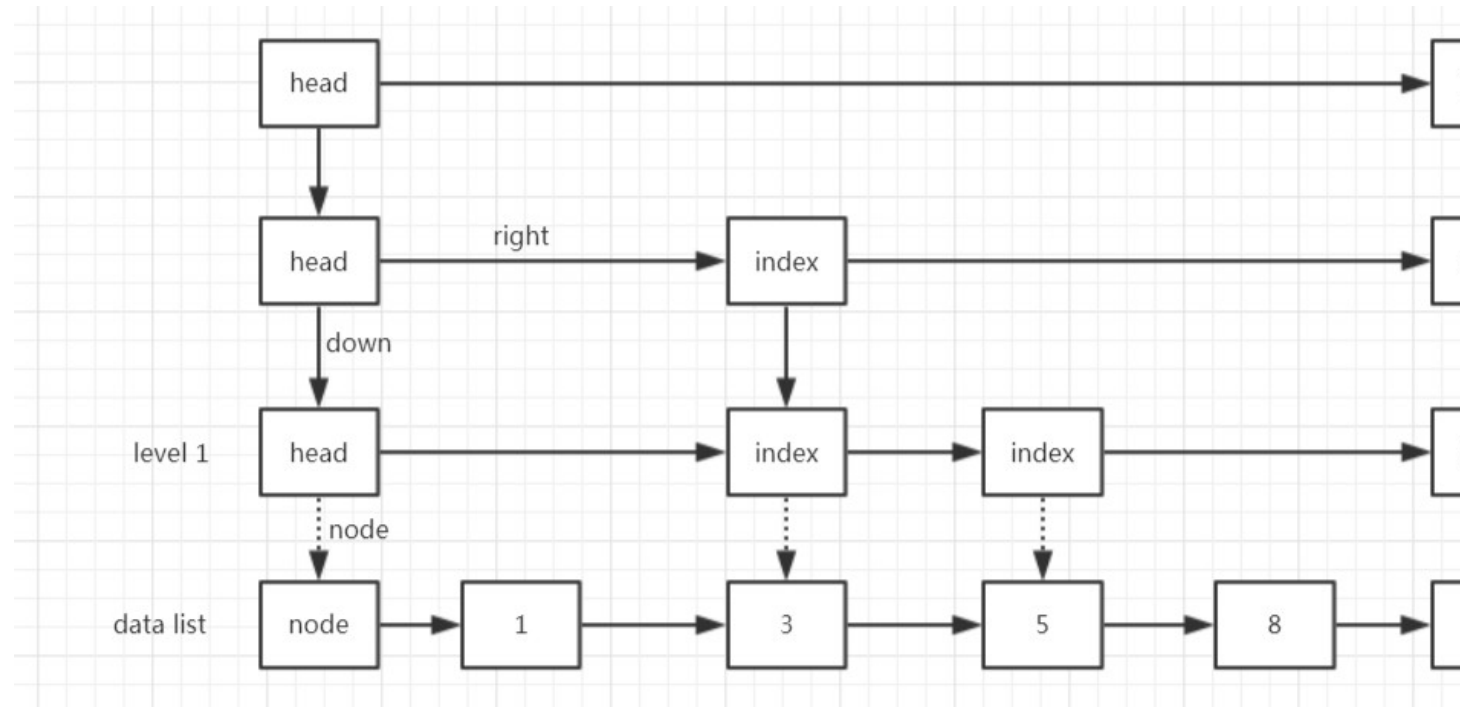 head
head
right
index
down
level 1
head
index
index
node
data list
node
1
3
5
8